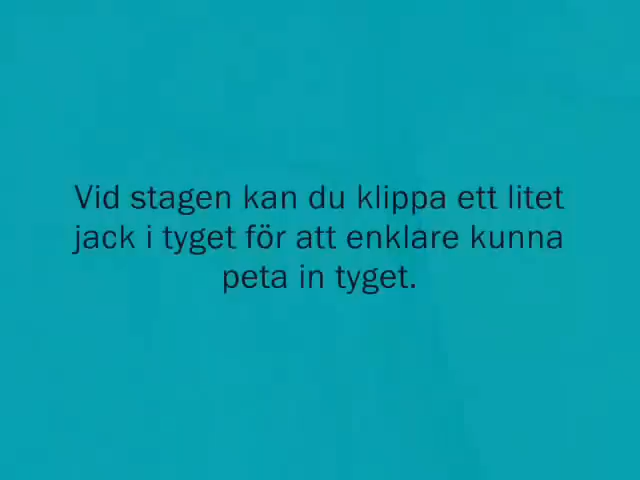 Vid stagen kan du klippa ett litet
jack i tyget för att enklare kunna
peta in tyget.